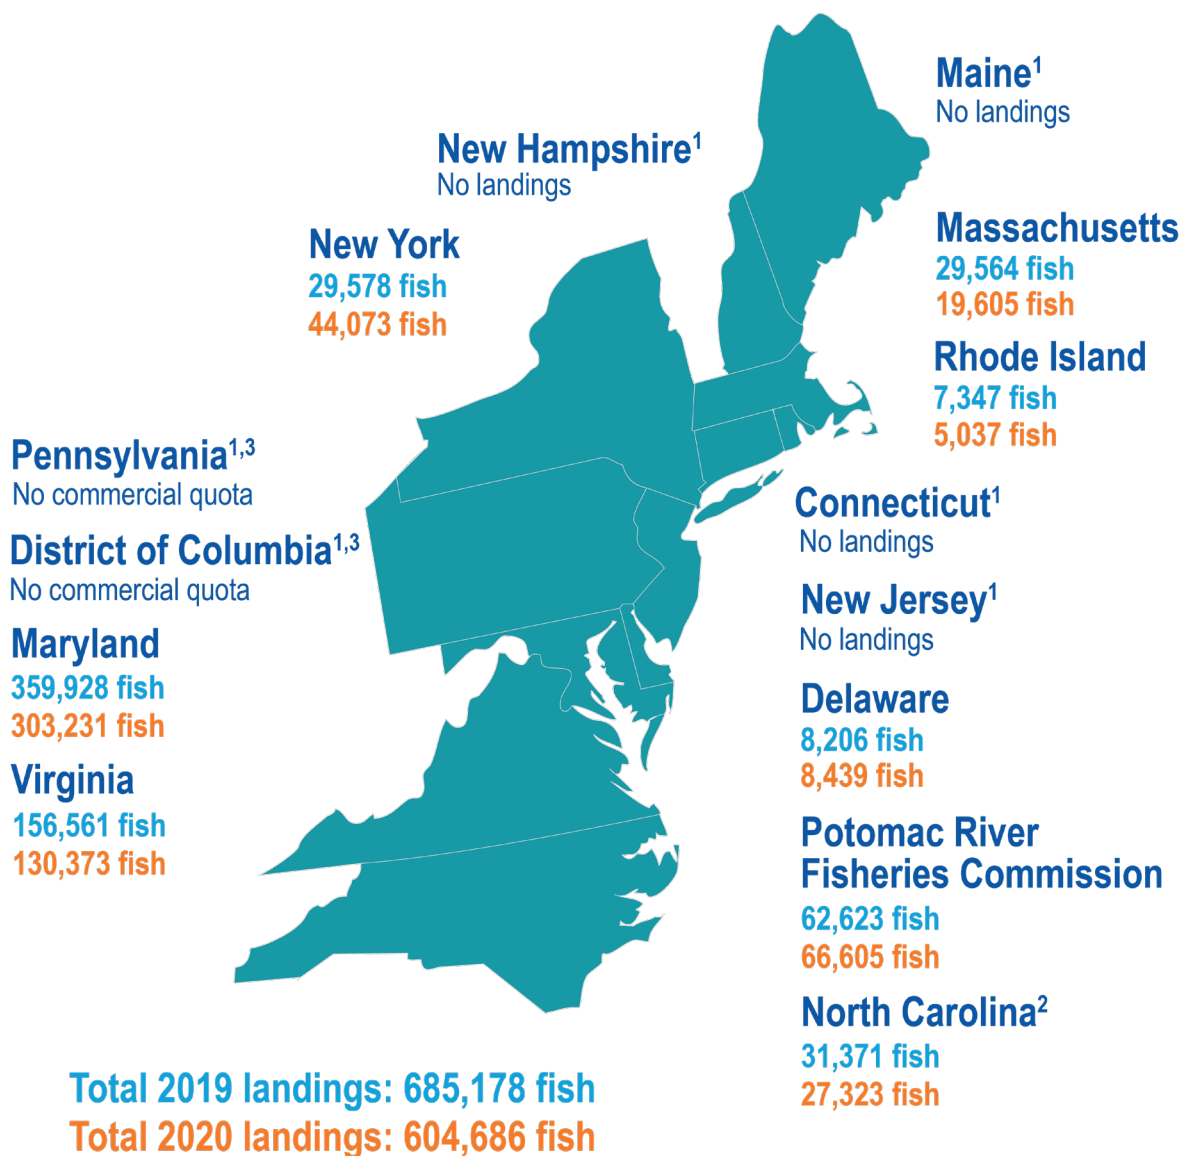 Maine¹
No landings
New Hampshire¹
No landings
New York
29,578 fish
44,073 fish
Massachusetts
29,564 fish
19,605 fish
Rhode Island
7,347 fish
5,037 fish
Pennsylvania¹,³
No commercial quota
District of Columbia¹,³
No commercial quota
Maryland
359,928 fish
303,231 fish
Virginia
156,561 fish
130,373 fish
Connecticut¹
No landings
New Jersey¹
No landings
Delaware
8,206 fish
8,439 fish
Potomac River
Fisheries Commission
62,623 fish
66,605 fish
North Carolina²
31,371 fish
27,323 fish
Total 2019 landings: 685,178 fish
Total 2020 landings: 604,686 fish